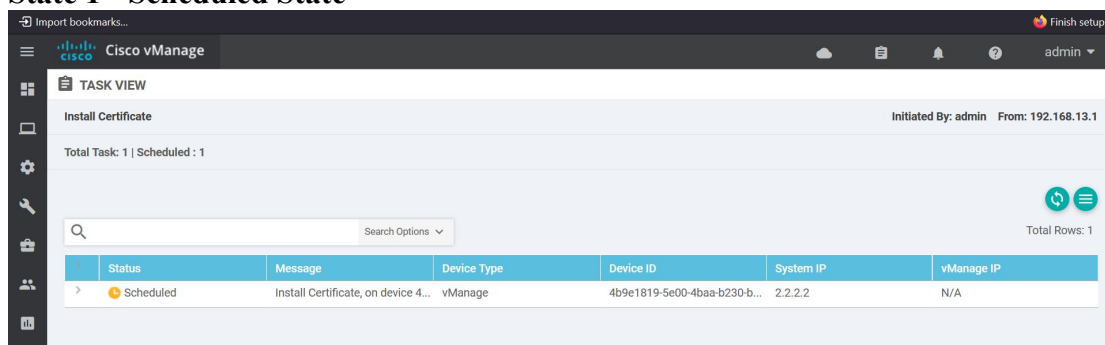 State 1 - Scheduled State
Import bookmarks...
Finish setup
cisco
Cisco vManage
admin
TASK VIEW
Install Certificate
Initiated By: admin From: 192.168.13.1
Total Task: 1 | Scheduled : 1
Search Options
Total Rows: 1
Status Message Device Type Device ID System IP vManage IP
Scheduled Install Certificate, on device 4... vManage 4b9e1819-5e00-4baa-b230-b... 2.2.2.2 N/A